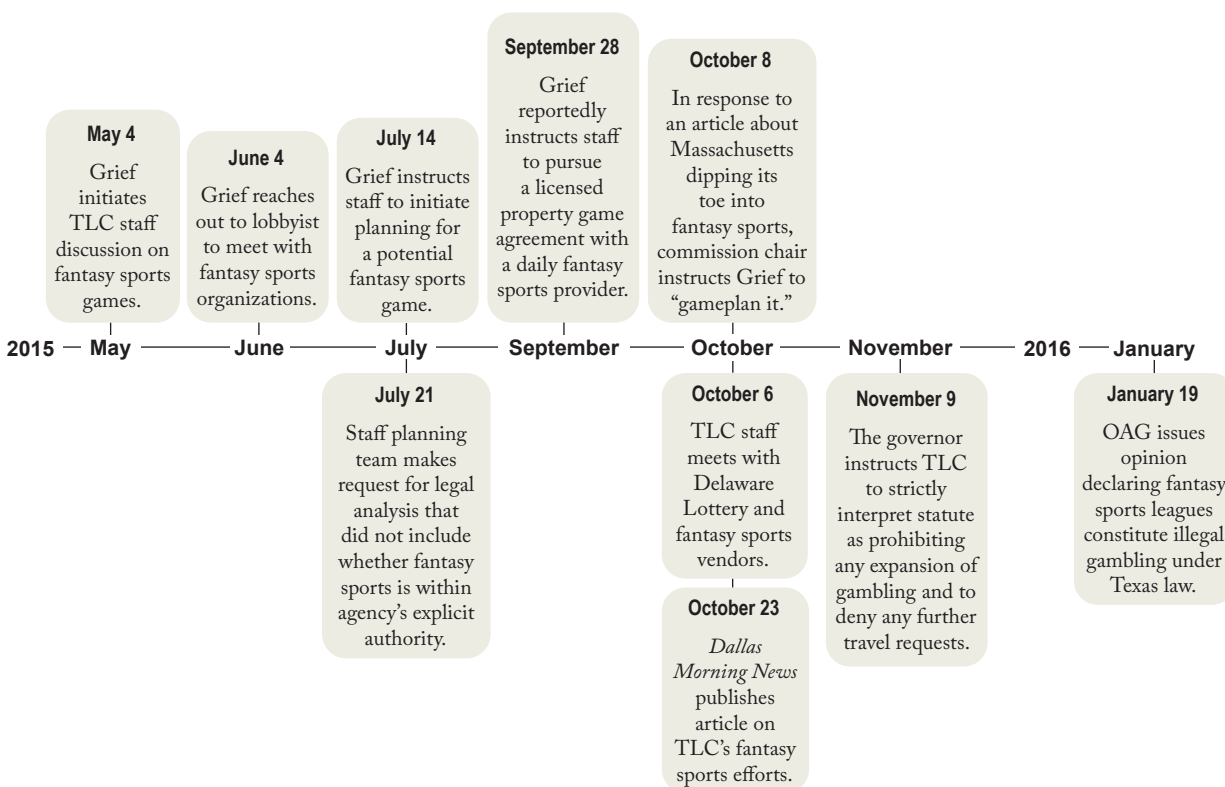 May 4
Grief
initiates
TLC staff
discussion on
fantasy sports
games.
June 4
Grief reaches
out to lobbyist
to meet with
fantasy sports
organizations.
July 14
Grief instructs
staff to initiate
planning for
a potential
fantasy sports
game.
September 28
Grief
reportedly
instructs staff
to pursue
a licensed
property game
agreement with
a daily fantasy
sports provider.
October 8
In response to
an article about
Massachusetts
dipping its
toe into
fantasy sports,
commission chair
instructs Grief to
“gameplan it.”
2015 May June July September October November 2016 January
July 21
Staff planning
team makes
request for legal
analysis that
did not include
whether fantasy
sports is within
agency’s explicit
authority.
October 6
TLC staff
meets with
Delaware
Lottery and
fantasy sports
vendors.
October 23
Dallas
Morning News
publishes
article on
TLC’s fantasy
sports efforts.
November 9
The governor
instructs TLC
to strictly
interpret statute
as prohibiting
any expansion of
gambling and to
deny any further
travel requests.
January 19
OAG issues
opinion
declaring fantasy
sports leagues
constitute illegal
gambling under
Texas law.